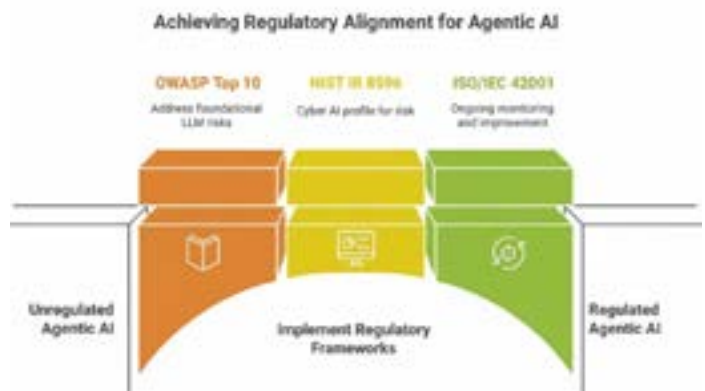 Achieving Regulatory Alignment for Agentic AI
OWASP Top 10
NIST IR 8596
ISO/IEC 42001
Address foundational
LLM risks
Cyber AI profile for risk
Ongoing monitoring
and improvement
Unregulated
Agentic AI
Implement Regulatory
Frameworks
Regulated
Agentic AI